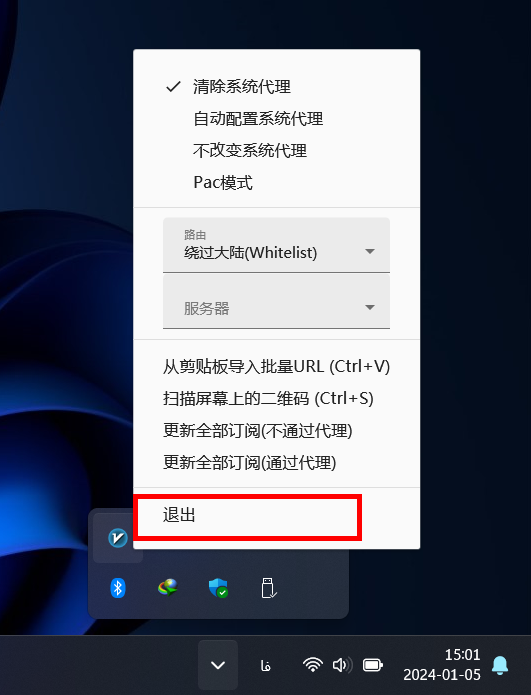 清除系统代理
自动配置系统代理
不改变系统代理
Pac模式
路由
绕过大陆(Whitelist)
服务器
从剪贴板导入批量URL (Ctrl+V)
扫描屏幕上的二维码 (Ctrl+S)
更新全部订阅(不通过代理)
更新全部订阅(通过代理)
退出
فا
15:01
2024-01-05